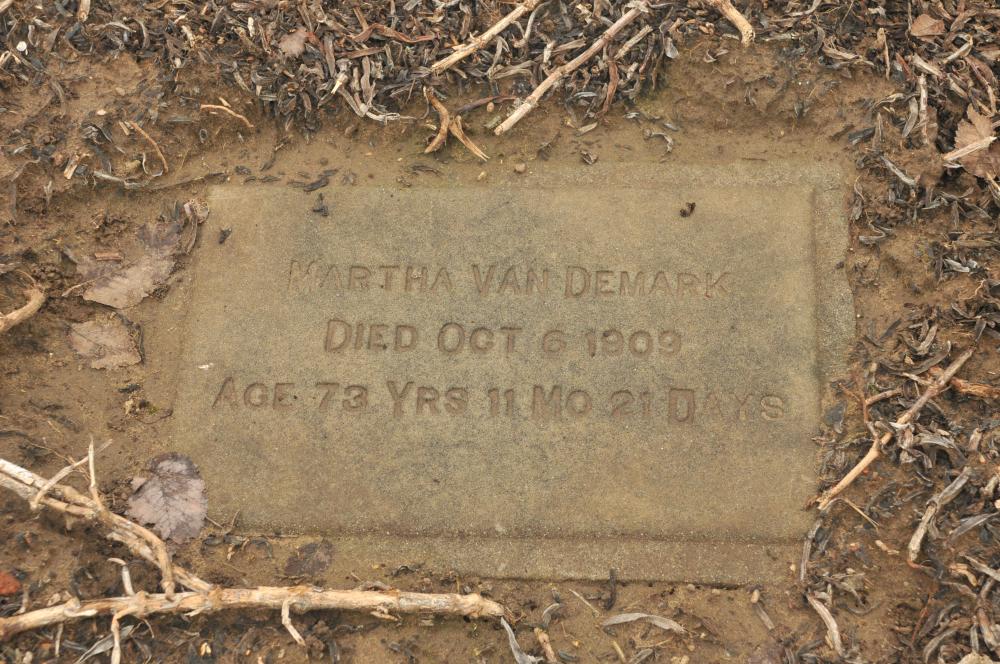 MARTHA VAN DEMARK
DIED OCT 6 1909
AGE 73 YRS 11 MO 21 DAYS